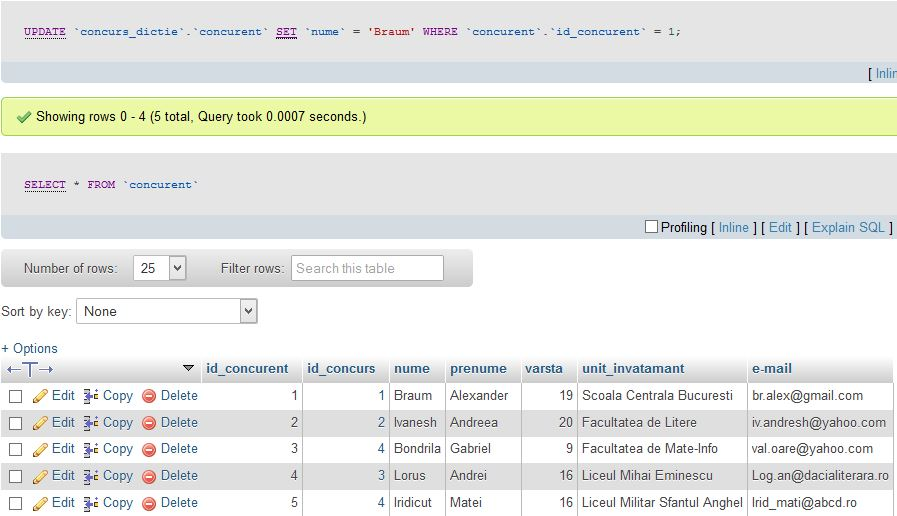 UPDATE `concurs_dictie`.`concurent` SET `nume` = 'Braum' WHERE `concurent`.`id_concurent` = 1;
[ Inlin
Showing rows 0 - 4 (5 total, Query took 0.0007 seconds.)
SELECT * FROM `concurent`
Profiling [ Inline ] [ Edit ] [ Explain SQL ]
Number of rows: 25 Filter rows: Search this table
Sort by key: None
+ Options
←T→ id_concurent id_concurs nume prenume varsta unit_invatamant e-mail
Edit Copy Delete 1 1 Braum Alexander 19 Scoala Centrala Bucuresti br.alex@gmail.com
Edit Copy Delete 2 2 Ivanesh Andreea 20 Facultatea de Litere iv.andresh@yahoo.com
Edit Copy Delete 3 4 Bondrila Gabriel 9 Facultatea de Mate-Info val.oare@yahoo.com
Edit Copy Delete 4 3 Lorus Andrei 16 Liceul Mihai Eminescu Log.an@dacialiterara.ro
Edit Copy Delete 5 4 Iridicut Matei 16 Liceul Militar Sfantul Anghel Irid_mati@abcd.ro